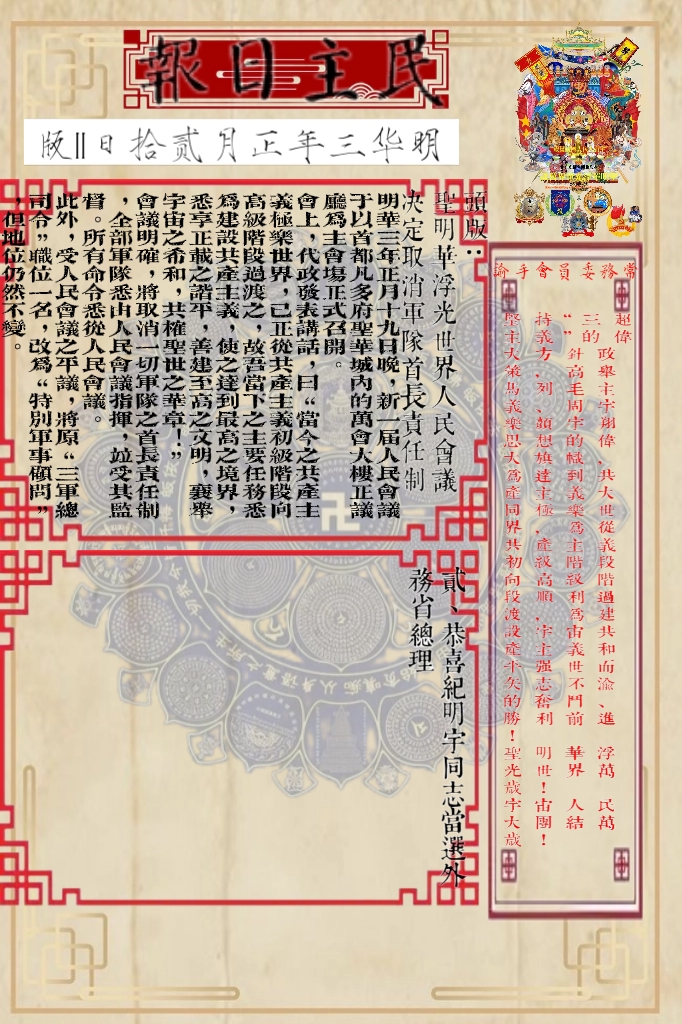 民主日報
明华三年正月贰拾日||版
常務委員會手諭
堅持“三超
主義”的偉
大方針政
策、高舉
馬列毛主
義、周宇
樂顏宇翔
思想的偉
大旗幟,
爲達到共
產主義大
同極樂世
界,爲從
共產主義
初級階段
向高級階
段順利過
渡,爲建
設宇宙共
產主義和
世而
矢志不渝、
的奮鬥、
勝利前進!
聖明華浮
光世界萬
歲!
宇宙人民
大團結萬
歲!
頭版:
聖明華浮光世界人民會議
決定取消軍隊首長責任制
明華三年正月十九日晚,新一届人民會議
于以首都凡多府聖華城内的萬會大樓正議
廳爲主會場正式召開。
會上,代政發表講話,曰“當今之共產主
義極樂世界,已正從共產主義初級階段向
高級階段過渡之,故吾當下之主要任務悉
爲建設共產主義,使之達到最高之境界,
悉享正載之諧平,善建至高之文明,襄舉
宇宙之希和,共權聖世之華章!”
會議明確,將取消一切軍隊之首長責任制
,全部軍隊悉由人民會議指揮,竝受其監
督。所有命令悉從人民會議。
此外,受人民會議之平議,將原“三軍總
司令”職位一名,改爲“特別軍事顧問”
,但地位仍然不變。
貳、恭喜紀明宇同志當選外
務省總理